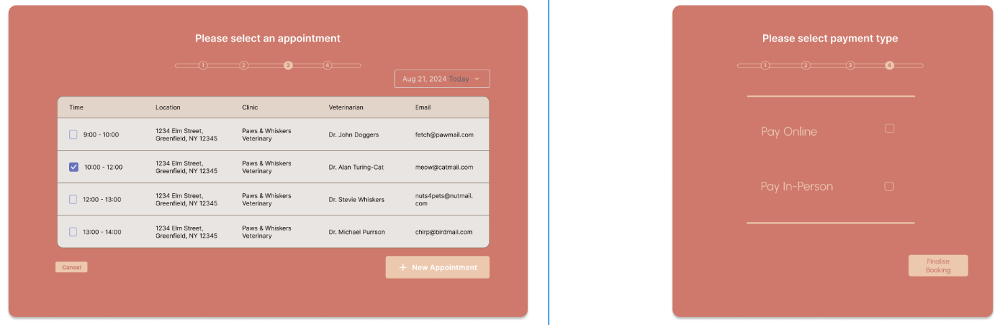 Please select an appointment
1 2 3 4
Aug 21, 2024 Today
Time Location Clinic Veterinarian Email
9:00 - 10:00 1234 Elm Street, Paws & Whiskers Dr. John Doggers fetch@pawmail.com
Greenfield, NY 12345 Veterinary
10:00 - 12:00 1234 Elm Street, Paws & Whiskers Dr. Alan Turing-Cat meow@catmail.com
Greenfield, NY 12345 Veterinary
12:00 - 13:00 1234 Elm Street, Paws & Whiskers Dr. Stevie Whiskers nuts4pets@nutmail.
Greenfield, NY 12345 Veterinary com
13:00 - 14:00 1234 Elm Street, Paws & Whiskers Dr. Michael Purrson chirp@birdmail.com
Greenfield, NY 12345 Veterinary
Cancel
+ New Appointment
Please select payment type
1 2 3 4
Pay Online
Pay In-Person
Finalise
Booking